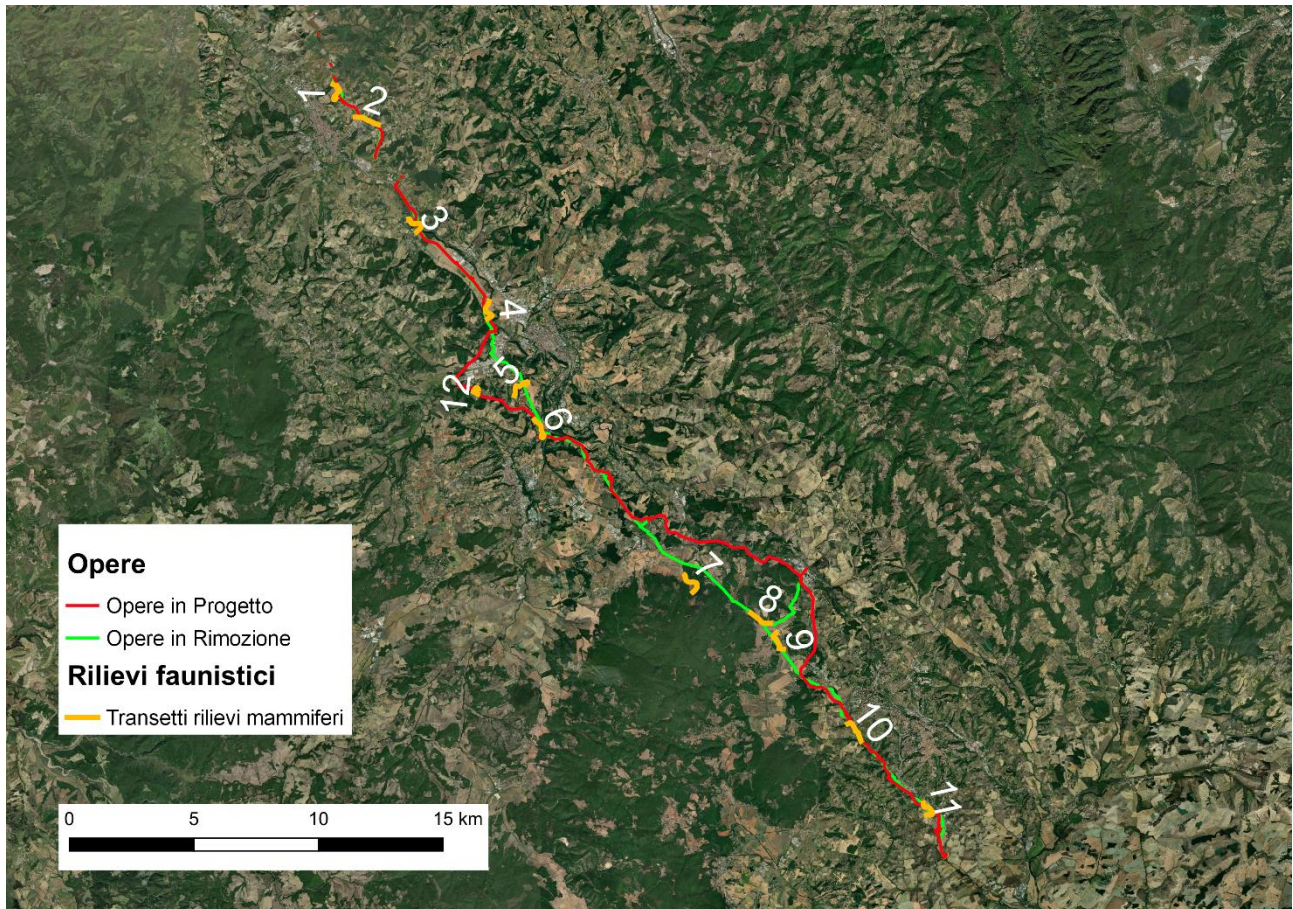 1
2
3
4
5
12
6
7
8
9
10
11
Opere
Opere in Progetto
Opere in Rimozione
Rilievi faunistici
Transetti rilievi mammiferi
0 5 10 15 km